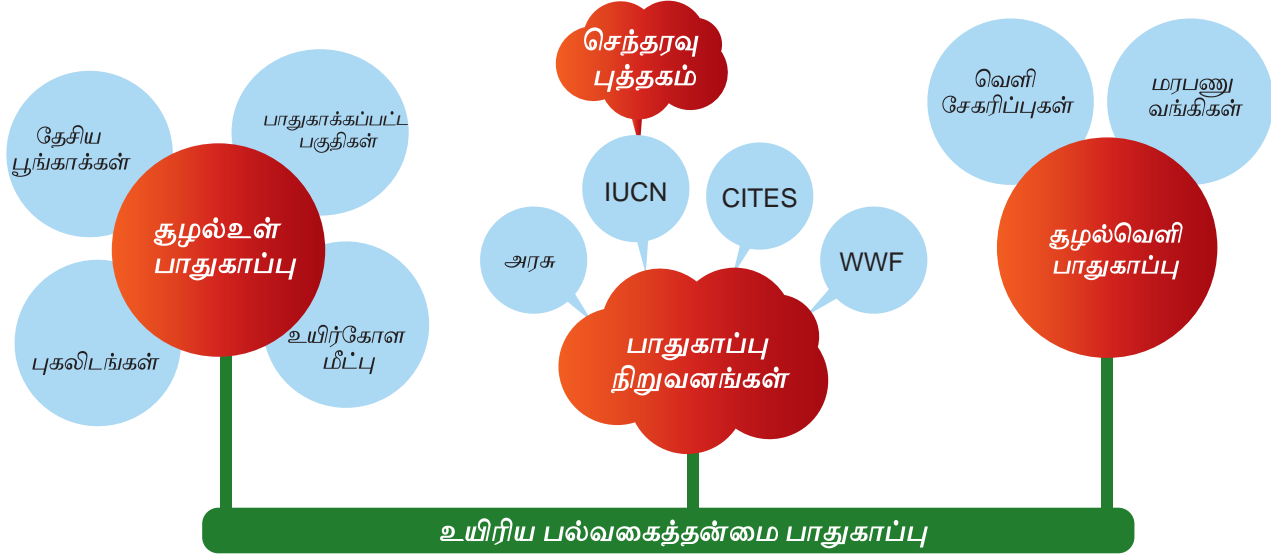 செந்தரவு
புத்தகம்
தேசிய
பூங்காக்கள்
பாதுகாக்கப்பட்ட
பகுதிகள்
சூழல்உள்
பாதுகாப்பு
புகலிடங்கள்
உயிர்கோள
மீட்பு
அரசு
IUCN
CITES
WWF
பாதுகாப்பு
நிறுவனங்கள்
வெளி
சேகரிப்புகள்
மரபணு
வங்கிகள்
சூழல்வெளி
பாதுகாப்பு
உயிரிய பல்வகைத்தன்மை பாதுகாப்பு